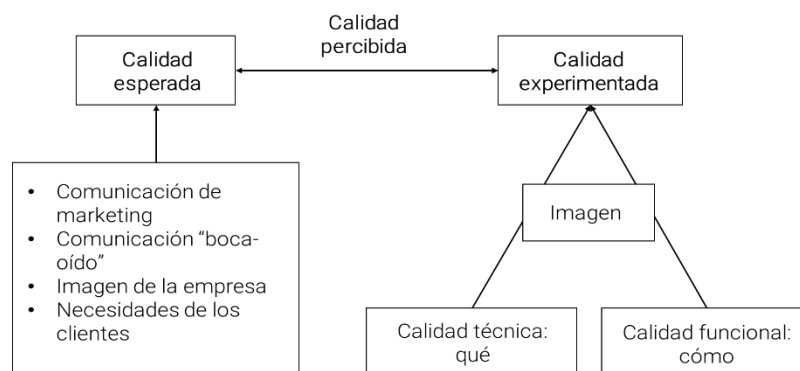 Calidad
percibida
Calidad
esperada
Calidad
experimentada
• Comunicación de
marketing
• Comunicación “boca-
oído”
• Imagen de la empresa
• Necesidades de los
clientes
Imagen
Calidad técnica:
qué
Calidad funcional:
cómo